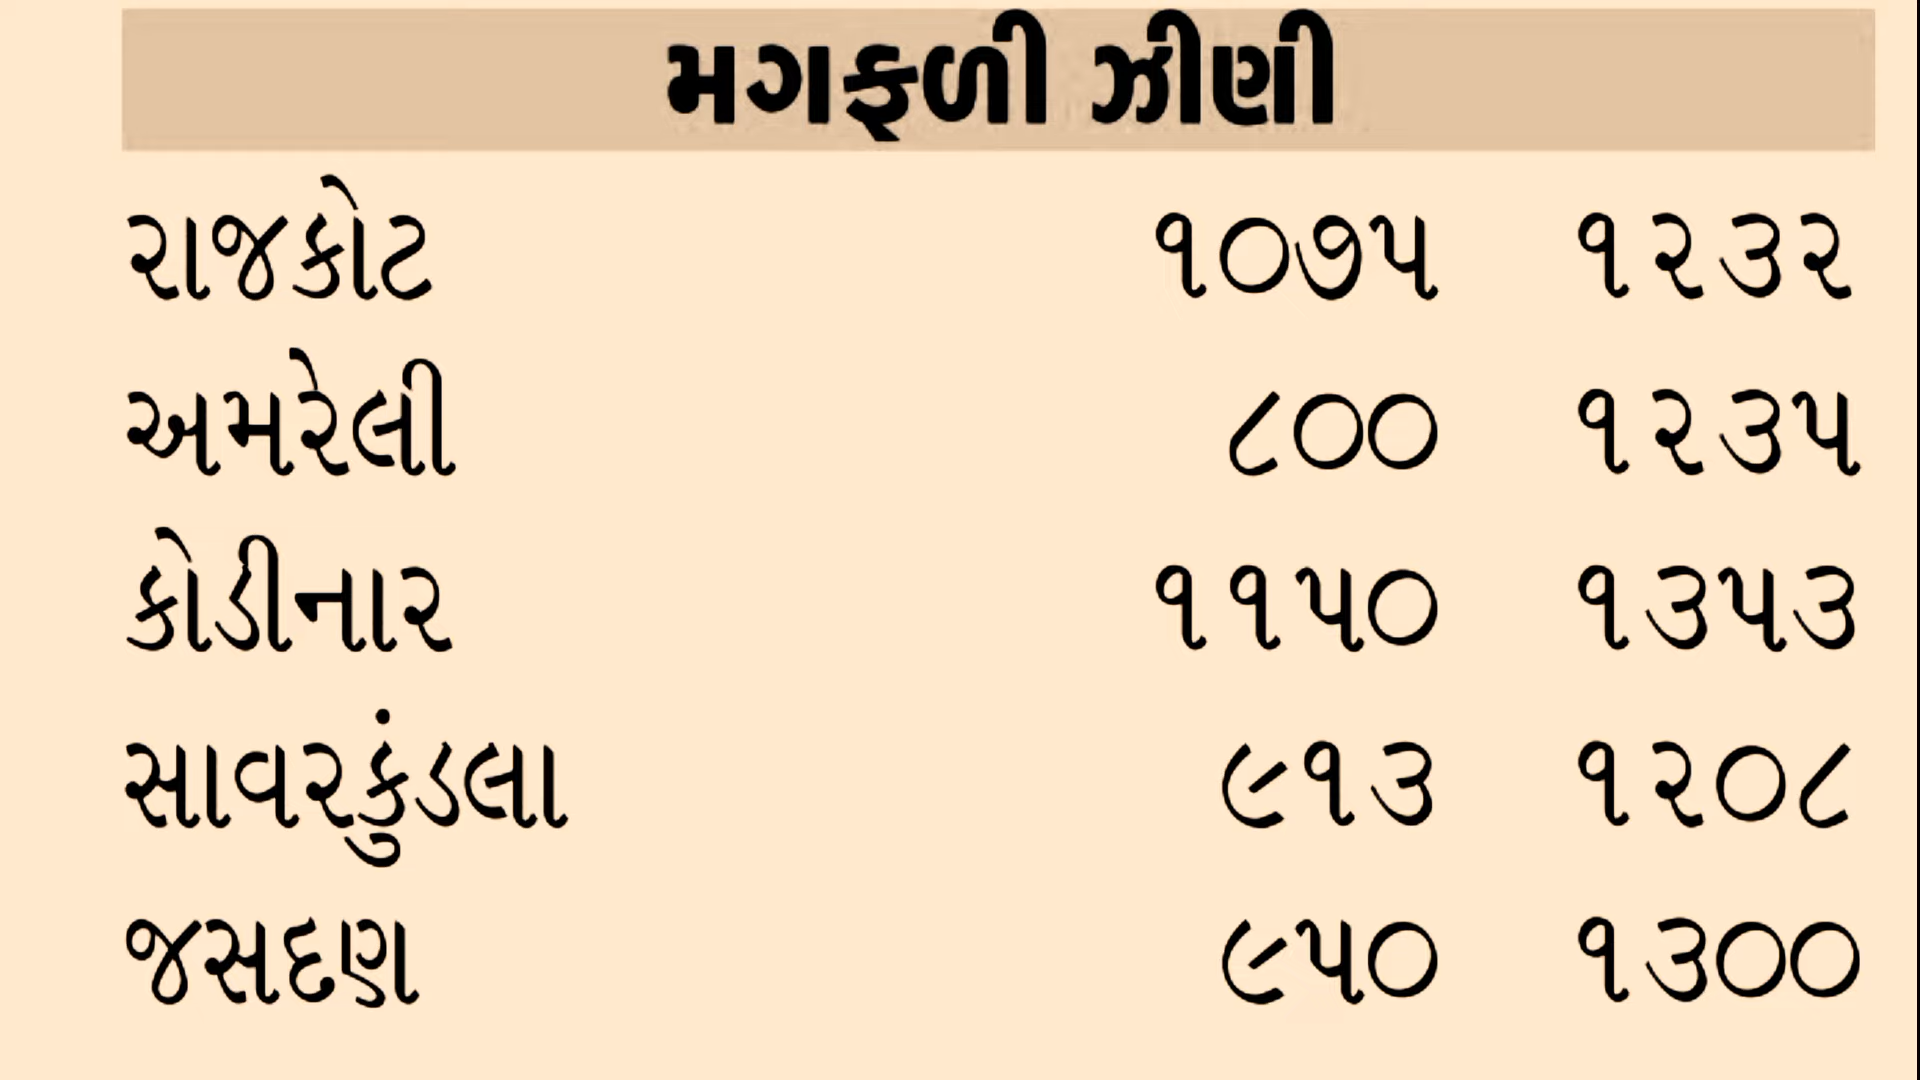 મગફળી ઝીણી
રાજકોટ ૧૦૭૫ ૧૨૩૨
અમરેલી ૮૦૦ ૧૨૩૫
કોડીનાર ૧૧૫૦ ૧૩૫૩
સાવરકુંડલા ૯૧૩ ૧૨૦૮
જસદણ ૯૫૦ ૧૩૦૦